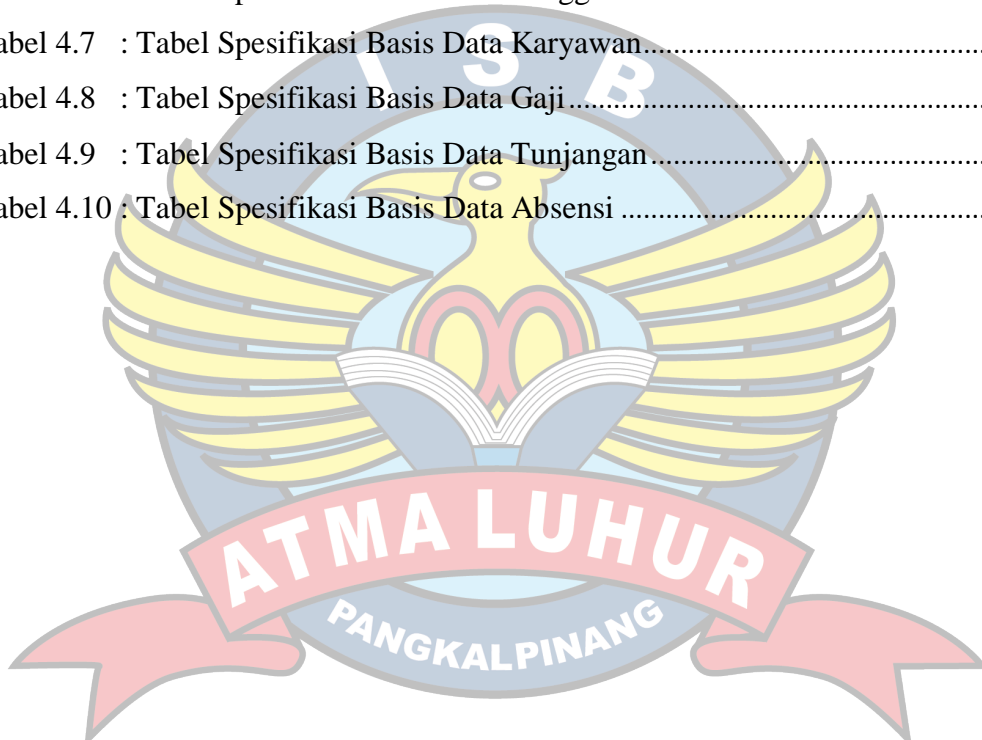 abel 4.7 : Tabel Spesifikasi Basis Data Karyawan................................................
abel 4.8 : Tabel Spesifikasi Basis Data Gaji................................................
abel 4.9 : Tabel Spesifikasi Basis Data Tunjangan................................................
abel 4.10 : Tabel Spesifikasi Basis Data Absensi ................................................
I S B
ATMA LUHUR
PANGKALPINANG